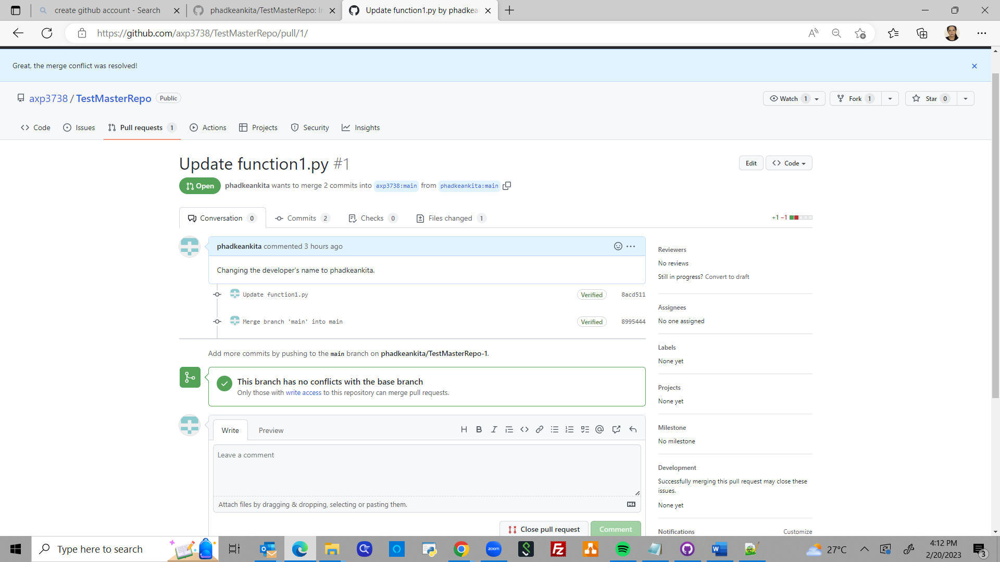 create github account - Search
phadkeankita/TestMasterRepo: In
Update function1.py by phadkea
https://github.com/axp3738/TestMasterRepo/pull/1/
Great, the merge conflict was resolved!
axp3738 / TestMasterRepo Public
Watch 1
Fork 1
Star 0
Code
Issues
Pull requests 1
Actions
Projects
Security
Insights
Update function1.py #1
Edit
Code
Open
phadkeankita wants to merge 2 commits into axp3738:main from phadkeankita:main
Conversation 0
Commits 2
Checks 0
Files changed 1
+1 −1
phadkeankita commented 3 hours ago
Changing the developer's name to phadkeankita.
Update function1.py Verified 8acd511
Merge branch 'main' into main Verified 8995444
Add more commits by pushing to the main branch on phadkeankita/TestMasterRepo-1.
This branch has no conflicts with the base branch
Only those with write access to this repository can merge pull requests.
Write
Preview
Leave a comment
Attach files by dragging & dropping, selecting or pasting them.
Close pull request
Comment
Reviewers
No reviews
Still in progress? Convert to draft
Assignees
No one assigned
Labels
None yet
Projects
None yet
Milestone
No milestone
Development
Successfully merging this pull request may close these
issues.
None yet
Notifications Customize
Type here to search
zoom
27°C
4:12 PM
2/20/2023
3